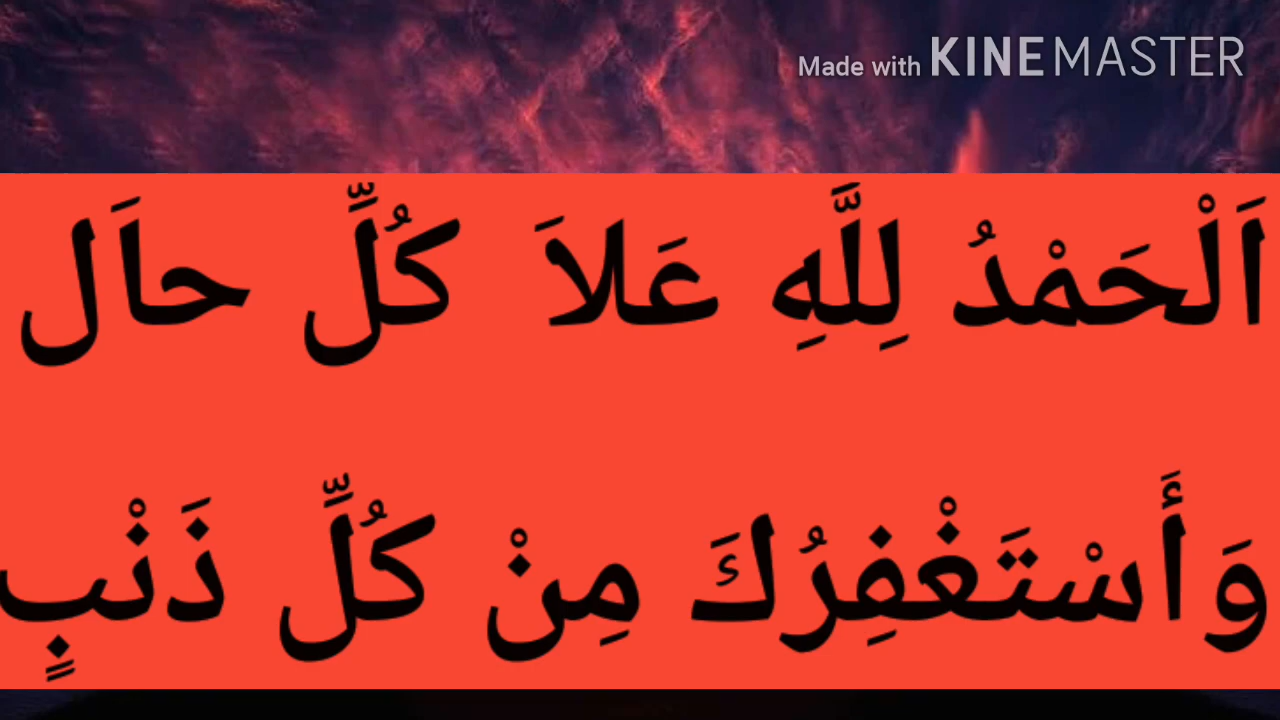 Made with KINEMASTER
اَلْحَمْدُ لِلَّهِ عَلاَ كُلِّ حاَل
وَأَسْتَغْفِرُكَ مِنْ كُلِّ ذَنْبٍ